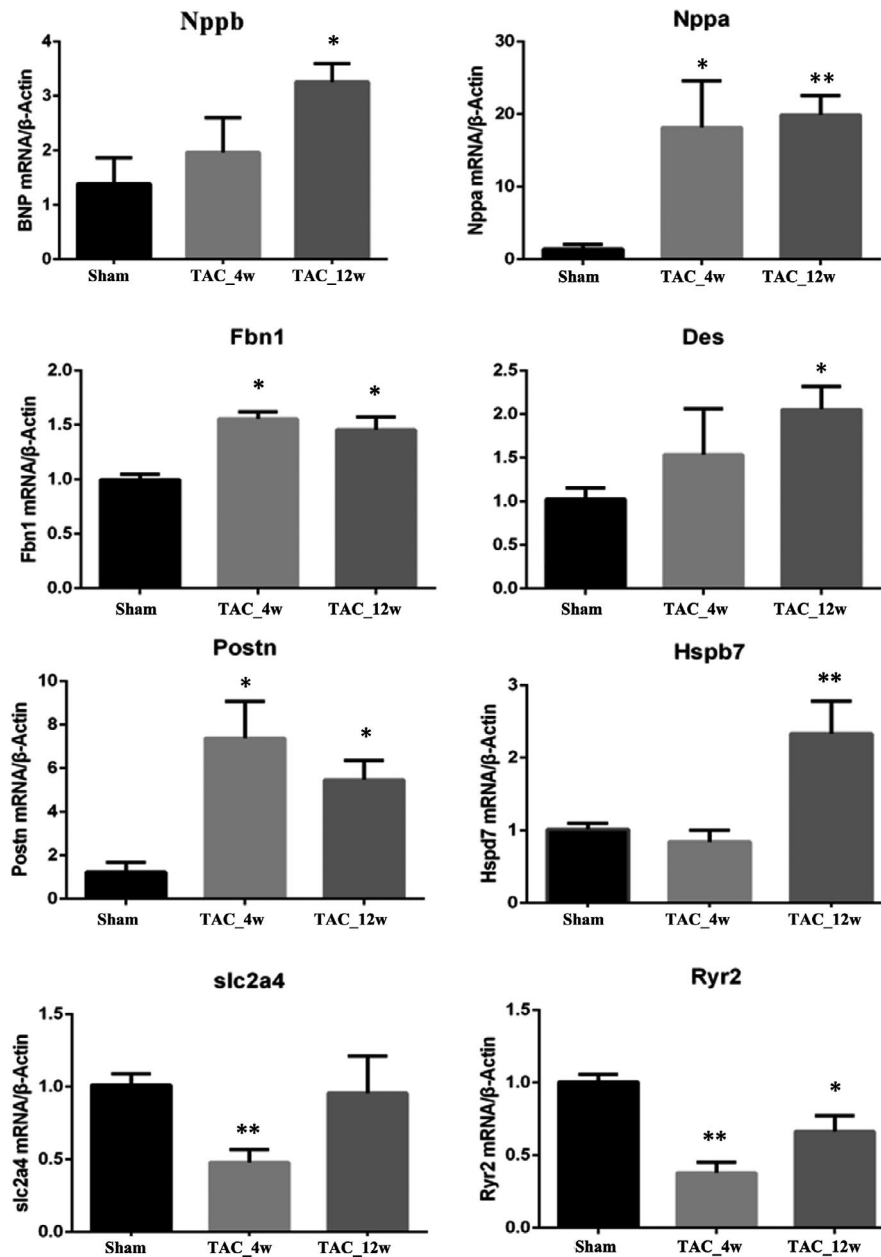 Nppb
BNP mRNA/β-Actin
4
3
2
1
0
*
Sham
TAC_4w
TAC_12w
Nppa
Nppa mRNA/β-Actin
30
20
10
0
*
**
Sham
TAC_4w
TAC_12w
Fbn1
Fbn1 mRNA/β-Actin
2.0
1.5
1.0
0.5
0.0
*
*
Sham
TAC_4w
TAC_12w
Des
Fbn1 mRNA/β-Actin
2.5
2.0
1.5
1.0
0.5
0.0
*
Sham
TAC_4w
TAC_12w
Postn
Postn mRNA/β-Actin
10
8
6
4
2
0
*
*
Sham
TAC_4w
TAC_12w
Hspb7
Hspd7 mRNA/β-Actin
3
2
1
0
**
Sham
TAC_4w
TAC_12w
slc2a4
slc2a4 mRNA/β-Actin
1.5
1.0
0.5
0.0
**
Sham
TAC_4w
TAC_12w
Ryr2
Ryr2 mRNA/β-Actin
1.5
1.0
0.5
0.0
**
*
Sham
TAC_4w
TAC_12w